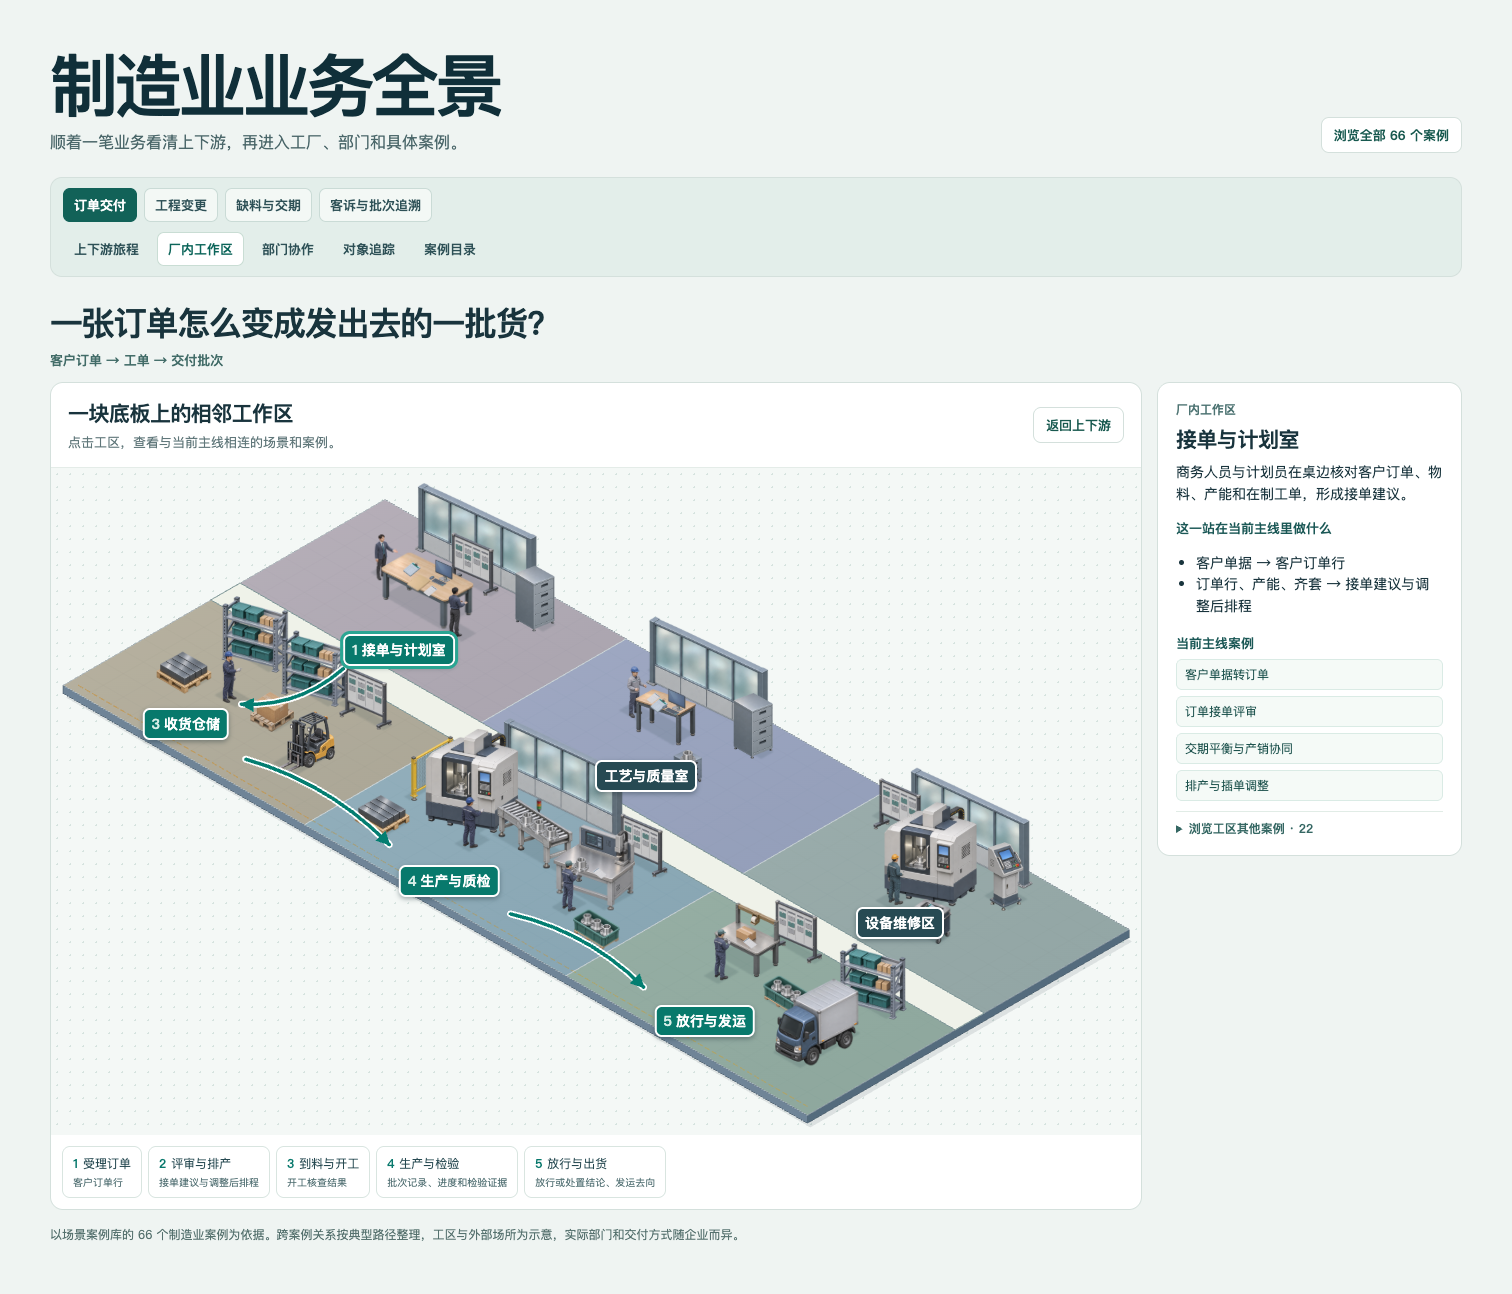 制造业业务全景
顺着一笔业务看清上下游，再进入工厂、部门和具体案例。
浏览全部 66 个案例
订单交付
工程变更
缺料与交期
客诉与批次追溯
上下游旅程
厂内工作区
部门协作
对象追踪
案例目录
一张订单怎么变成发出去的一批货？
客户订单 → 工单 → 交付批次
一块底板上的相邻工作区
点击工区，查看与当前主线相连的场景和案例。
返回上下游
1 接单与计划室
3 收货仓储
工艺与质量室
4 生产与质检
设备维修区
5 放行与发运
1 受理订单
客户订单行
2 评审与排产
接单建议与调整后排程
3 到料与开工
开工核查结果
4 生产与检验
批次记录、进度和检验证据
5 放行与出货
放行或处置结论、发运去向
厂内工作区
接单与计划室
商务人员与计划员在桌边核对客户订单、物
料、产能和在制工单，形成接单建议。
这一站在当前主线里做什么
• 客户单据 → 客户订单行
• 订单行、产能、齐套 → 接单建议与调
整后排程
当前主线案例
客户单据转订单
订单接单评审
交期平衡与产销协同
排产与插单调整
▶ 浏览工区其他案例 · 22
以场景案例库的 66 个制造业案例为依据。跨案例关系按典型路径整理，工区与外部场所为示意，实际部门和交付方式随企业而异。